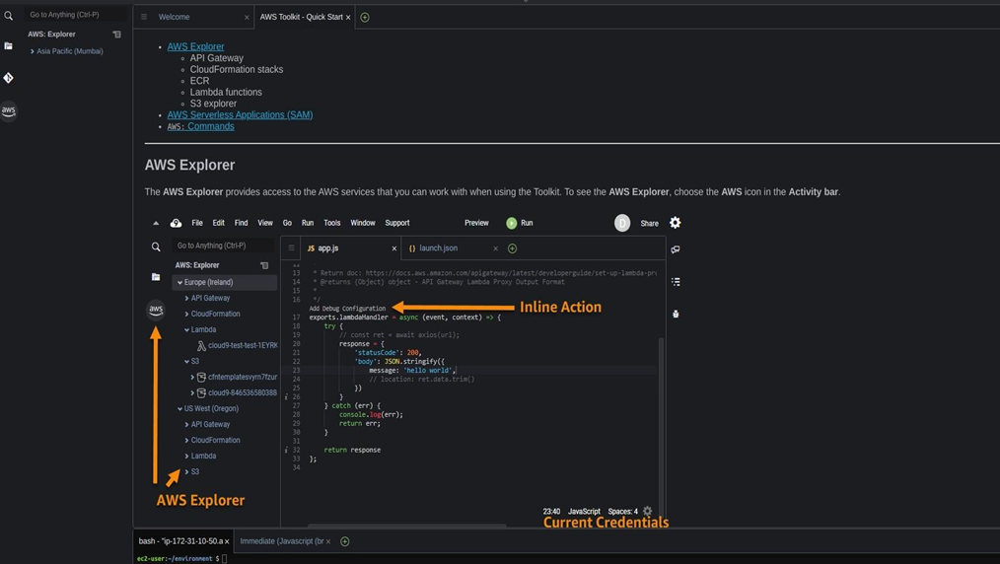 Go to Anything (Ctrl-P)
AWS: Explorer
Asia Pacific (Mumbai)
aws
Welcome
AWS Toolkit - Quick Start
AWS Explorer
API Gateway
CloudFormation stacks
ECR
Lambda functions
S3 explorer
AWS Serverless Applications (SAM)
AWS: Commands
AWS Explorer
The AWS Explorer provides access to the AWS services that you can work with when using the Toolkit. To see the AWS Explorer, choose the AWS icon in the Activity bar.
9 File Edit Find View Go Run Tools Window Support Preview Run D Share
Go to Anything (Ctrl-P)
AWS: Explorer
Europe (Ireland)
API Gateway
CloudFormation
Lambda
cloud9-test-test-1EYRK
S3
cfntemplatesvyrn7fzur
cloud9-846536580388
US West (Oregon)
API Gateway
CloudFormation
Lambda
S3
aws
AWS Explorer
JS app.js
{} launch.json
12 *
13 * Return doc: https://docs.aws.amazon.com/apigateway/latest/developerguide/set-up-lambda-pr
14 * @returns {Object} object - API Gateway Lambda Proxy Output Format
15 *
16 */
Add Debug Configuration
Inline Action
17 exports.lambdaHandler = async (event, context) => {
18 try {
19 // const ret = await axios(url);
20 response = {
21 'statusCode': 200,
22 'body': JSON.stringify({
23 message: 'hello world',
24 // location: ret.data.trim()
25 })
26 }
27 } catch (err) {
28 console.log(err);
29 return err;
30 }
31
32 return response
33 };
34
23:40 JavaScript Spaces: 4
Current Credentials
bash - "ip-172-31-10-50.a
Immediate (Javascript (br
ec2-user:~/environment $